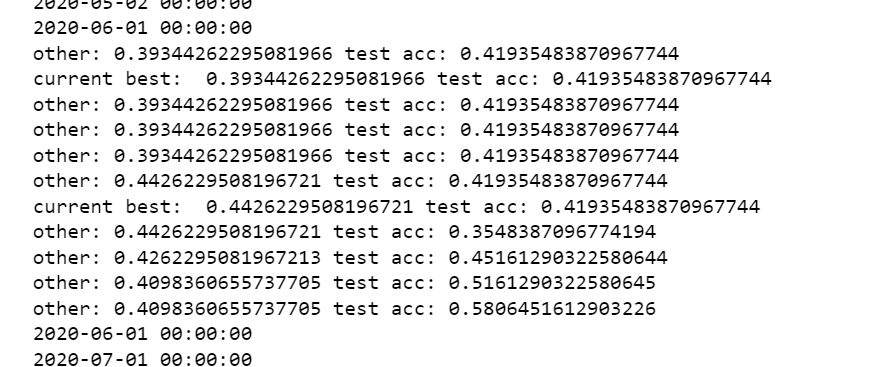 2020-05-02 00:00:00
2020-06-01 00:00:00
other: 0.39344262295081966 test acc: 0.41935483870967744
current best:  0.39344262295081966 test acc: 0.41935483870967744
other: 0.39344262295081966 test acc: 0.41935483870967744
other: 0.39344262295081966 test acc: 0.41935483870967744
other: 0.39344262295081966 test acc: 0.41935483870967744
other: 0.4426229508196721 test acc: 0.41935483870967744
current best:  0.4426229508196721 test acc: 0.41935483870967744
other: 0.4426229508196721 test acc: 0.3548387096774194
other: 0.4262295081967213 test acc: 0.45161290322580644
other: 0.4098360655737705 test acc: 0.5161290322580645
other: 0.4098360655737705 test acc: 0.5806451612903226
2020-06-01 00:00:00
2020-07-01 00:00:00